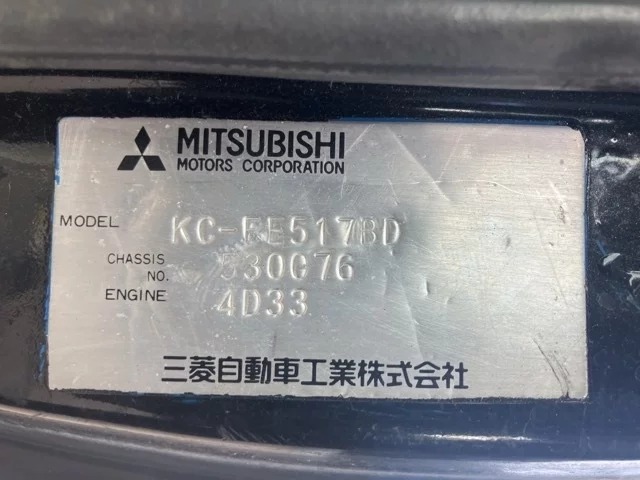 MITSUBISHI
MOTORS CORPORATION
MODEL KC-FE517BD
CHASSIS NO. 530076
ENGINE 4D33
三菱自動車工業株式会社